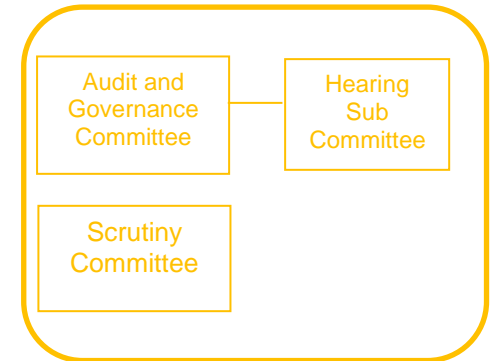 Audit and
Governance
Committee
Hearing
Sub
Committee
Scrutiny
Committee